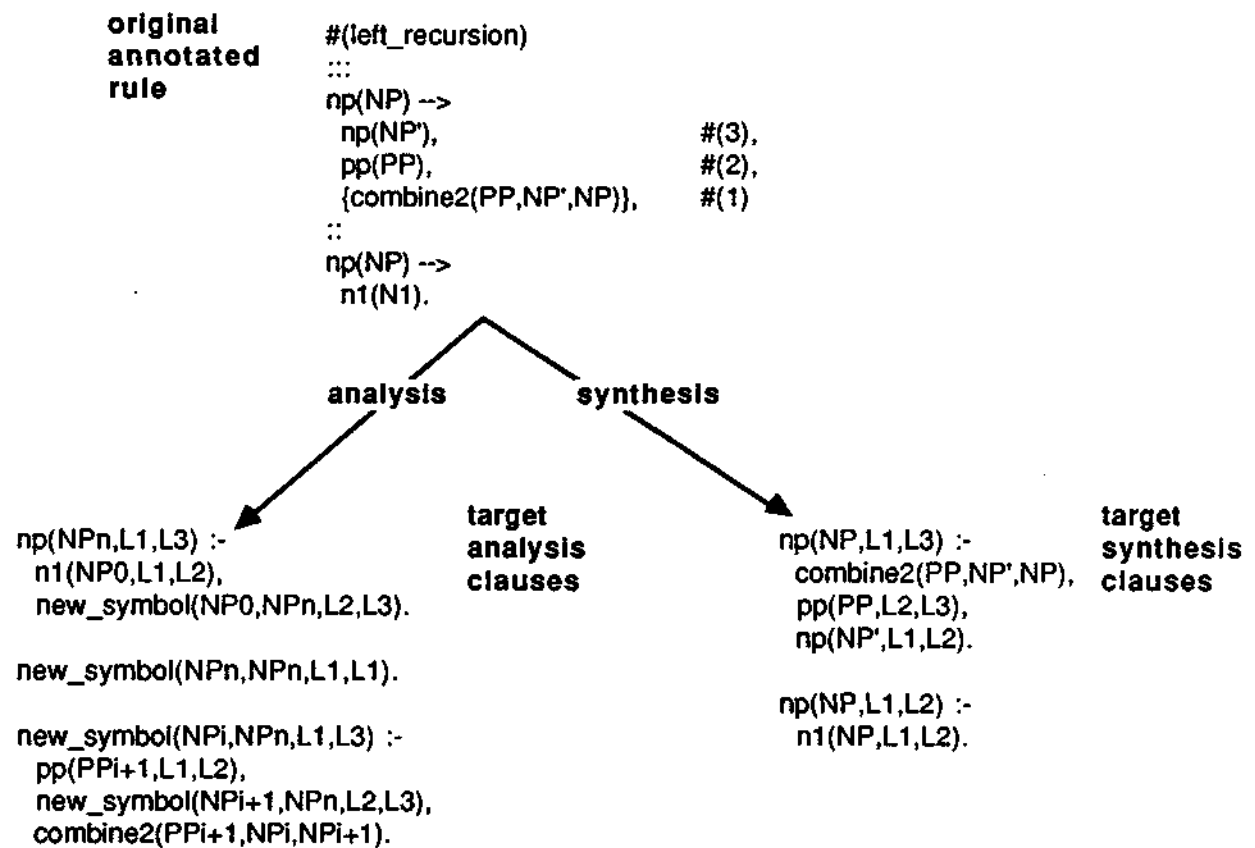 original
annotated
rule
#(left_recursion)
:::
np(NP) -->
np(NP'), #(3),
pp(PP), #(2),
{combine2(PP,NP',NP)}, #(1)
::
np(NP) -->
n1(N1).
analysis
synthesis
np(NPn,L1,L3) :-
n1(NP0,L1,L2),
new_symbol(NP0,NPn,L2,L3).
new_symbol(NPn,NPn,L1,L1).
new_symbol(NPi,NPn,L1,L3) :-
pp(PPi+1,L1,L2),
new_symbol(NPi+1,NPn,L2,L3),
combine2(PPi+1,NPi,NPi+1).
target
analysis
clauses
np(NP,L1,L3) :-
combine2(PP,NP',NP),
pp(PP,L2,L3),
np(NP',L1,L2).
np(NP,L1,L2) :-
n1(NP,L1,L2).
target
synthesis
clauses